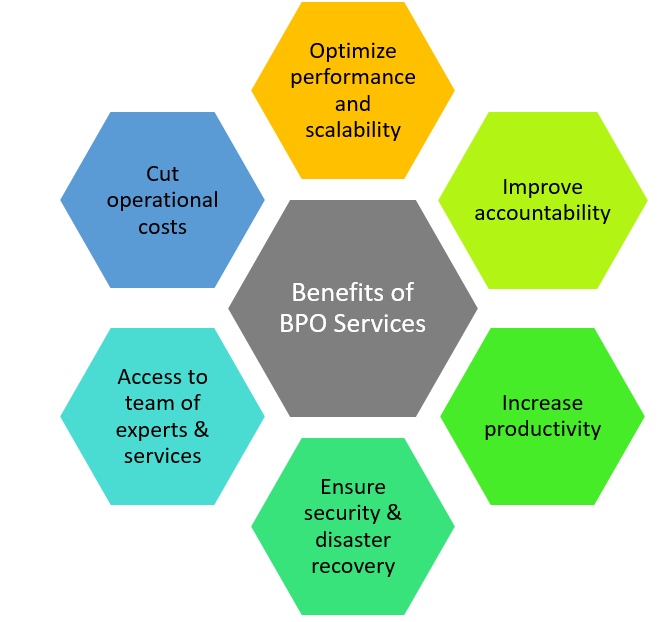 Optimize
performance
and
scalability
Cut
operational
costs
Improve
accountability
Benefits of
BPO Services
Access to
team of
experts &
services
Increase
productivity
Ensure
security &
disaster
recovery